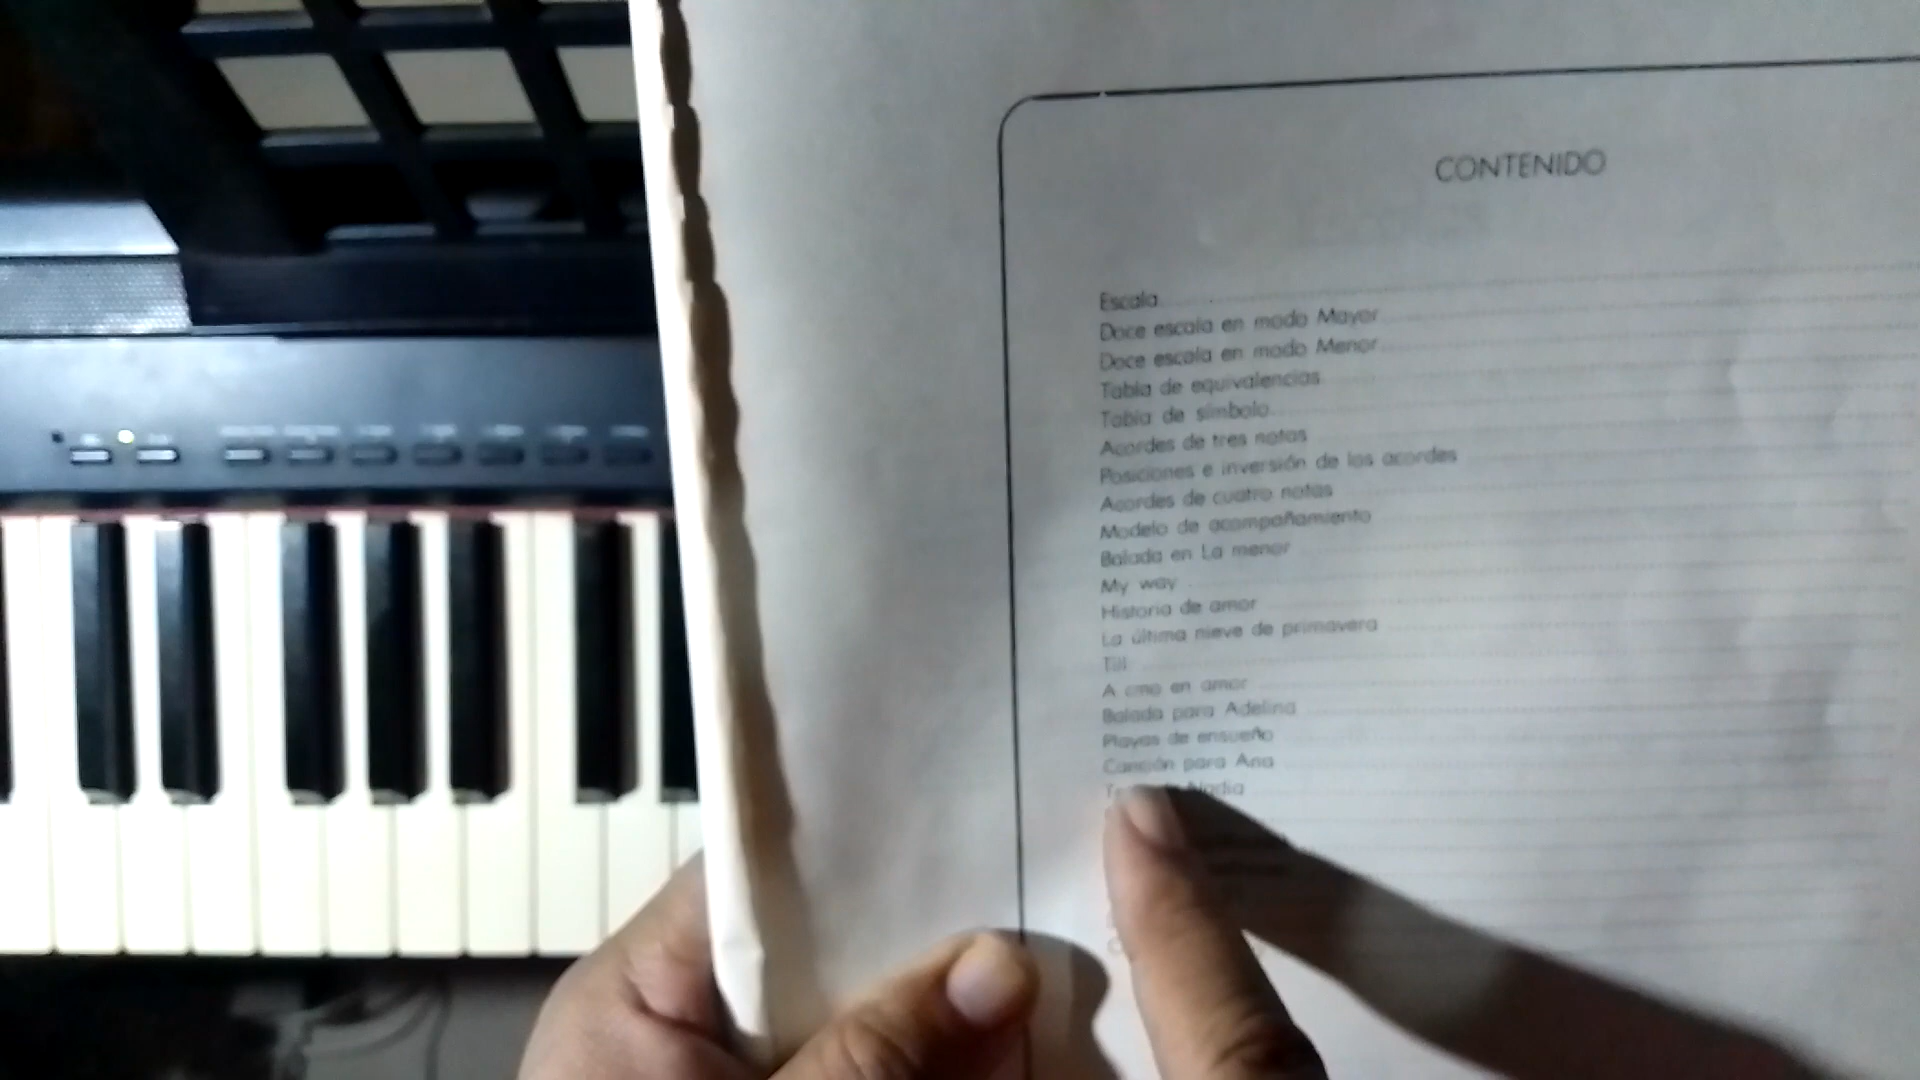 CONTENIDO
Escala
Doce escala en modo Mayor
Doce escala en modo Menor
Tabla de equivalencias
Tabla de símbolo
Acordes de tres notas
Posiciones e inversión de los acordes
Acordes de cuatro notas
Modelo de acompañamiento
Balada en La menor
My way
Historia de amor
La última nieve de primavera
Till
A en amor
Balada para Adelina
Playas de ensueño
Canción para Ana
Nadia